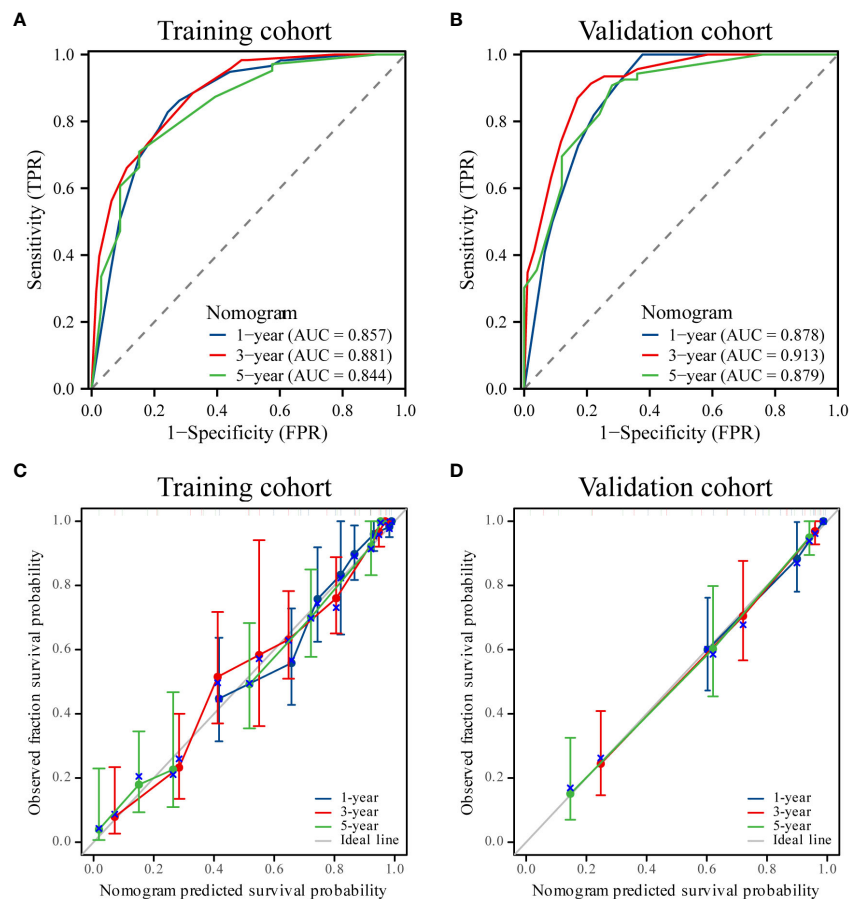 A
Training cohort
Sensitivity (TPR)
1.0
0.8
0.6
0.4
0.2
0.0
Nomogram
1−year (AUC = 0.857)
3−year (AUC = 0.881)
5−year (AUC = 0.844)
0.0 0.2 0.4 0.6 0.8 1.0
1−Specificity (FPR)
B
Validation cohort
Sensitivity (TPR)
1.0
0.8
0.6
0.4
0.2
0.0
Nomogram
1−year (AUC = 0.878)
3−year (AUC = 0.913)
5−year (AUC = 0.879)
0.0 0.2 0.4 0.6 0.8 1.0
1−Specificity (FPR)
C
Training cohort
Observed fraction survival probability
1.0
0.8
0.6
0.4
0.2
0.0
1-year
3-year
5-year
Ideal line
0.0 0.2 0.4 0.6 0.8 1.0
Nomogram predicted survival probability
D
Validation cohort
Observed fraction survival probability
1.0
0.8
0.6
0.4
0.2
0.0
1-year
3-year
5-year
Ideal line
0.0 0.2 0.4 0.6 0.8 1.0
Nomogram predicted survival probability